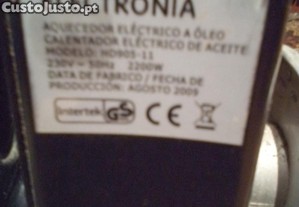 CustoJusto.pt
TRONIA
AQUECEDOR ELÉCTRICO A ÓLEO
CALENTADOR ELÉCTRICO DE ACEITE
MODELO: HO905-11
230V ~ 50Hz 2200W
DATA DE FABRICO / FECHA DE
PRODUCCIÓN: AGOSTO 2009
Intertek GS CE